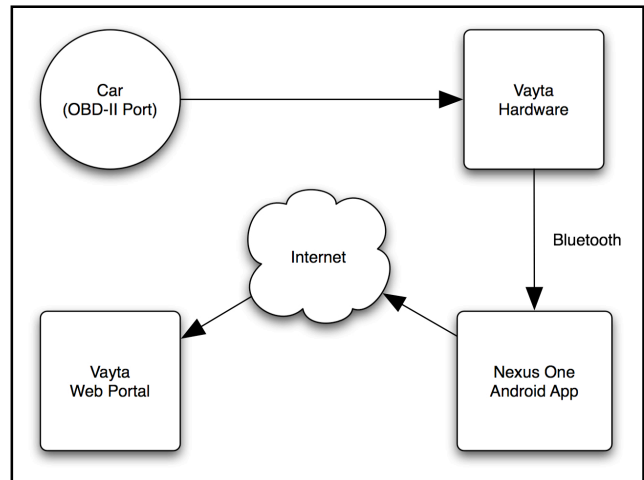 Car
(OBD-II Port)
Vayta
Hardware
Bluetooth
Internet
Vayta
Web Portal
Nexus One
Android App